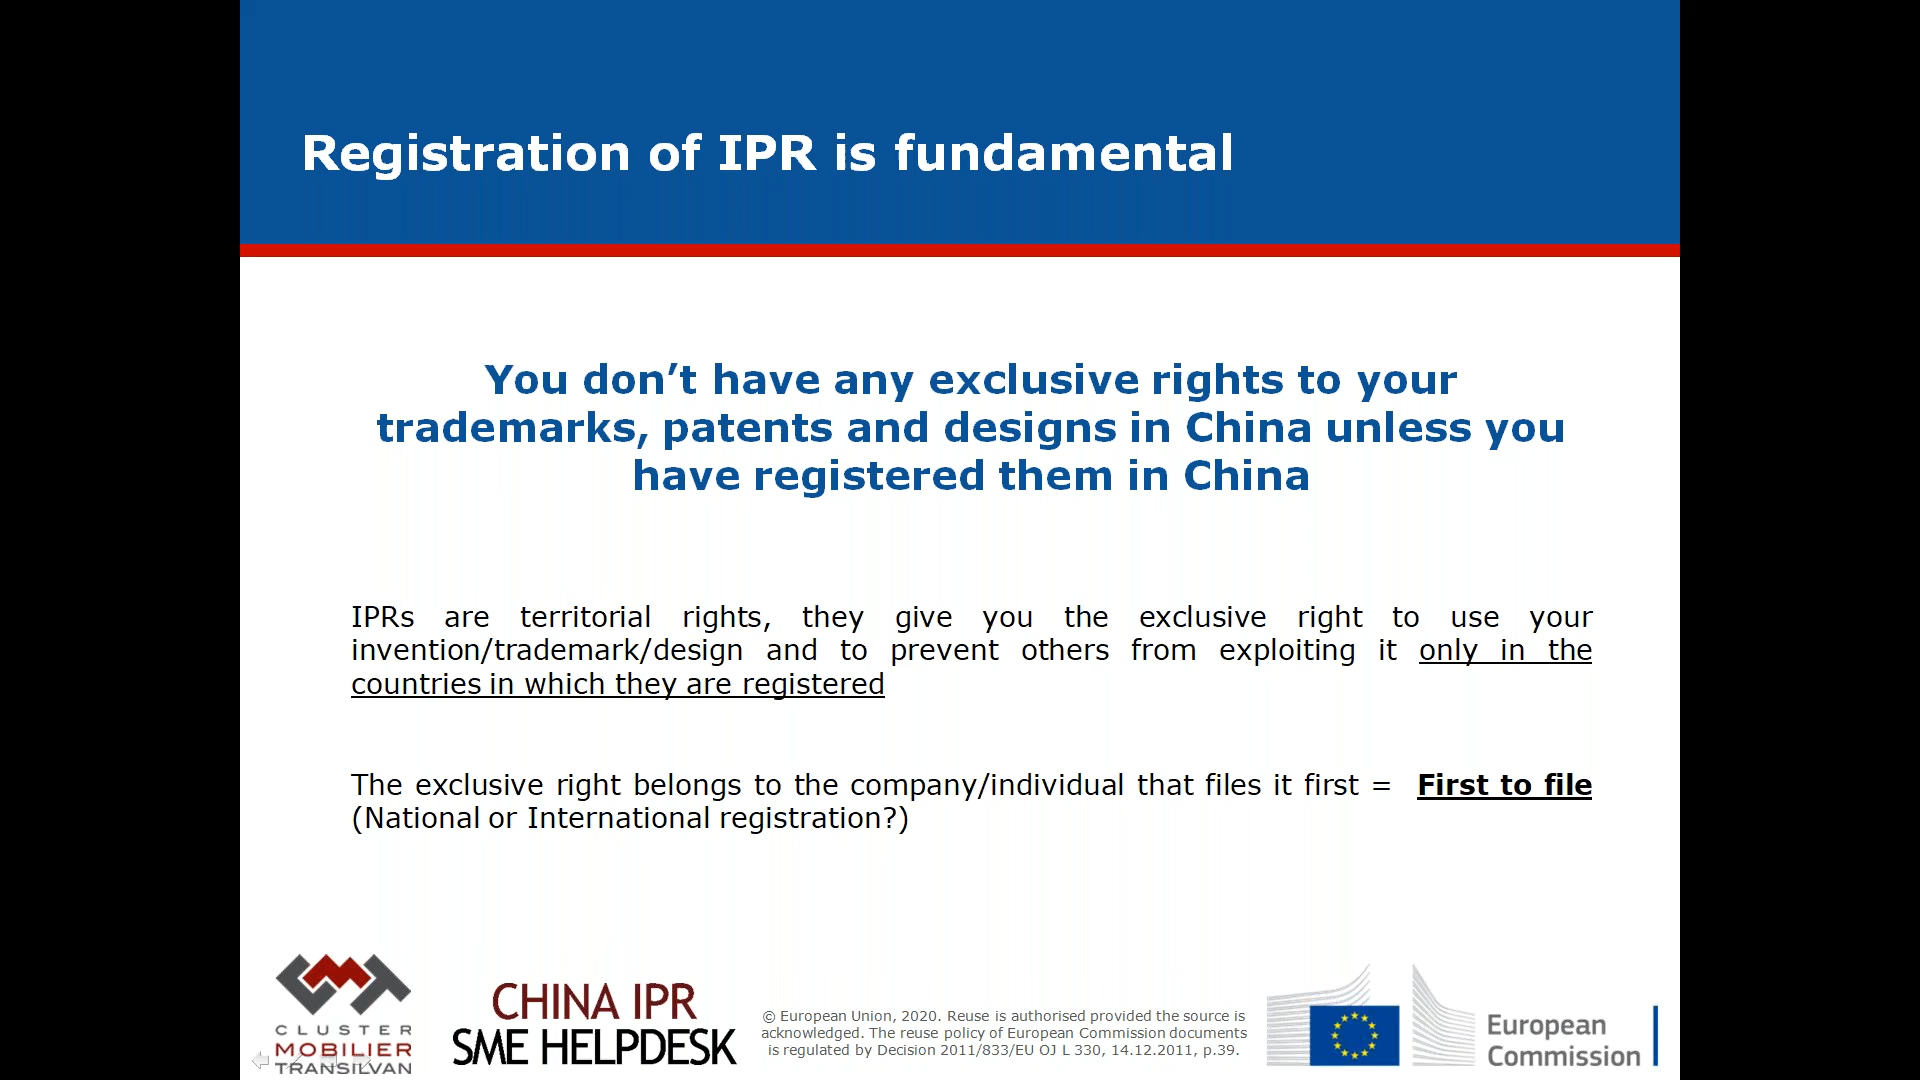 Registration of IPR is fundamental
You don’t have any exclusive rights to your
trademarks, patents and designs in China unless you
have registered them in China
IPRs are territorial rights, they give you the exclusive right to use your
invention/trademark/design and to prevent others from exploiting it only in the
countries in which they are registered
The exclusive right belongs to the company/individual that files it first = First to file
(National or International registration?)
CLUSTER
MOBILIER
TRANSILVAN
CHINA IPR
SME HELPDESK
© European Union, 2020. Reuse is authorised provided the source is
acknowledged. The reuse policy of European Commission documents
is regulated by Decision 2011/833/EU OJ L 330, 14.12.2011, p.39.
European
Commission